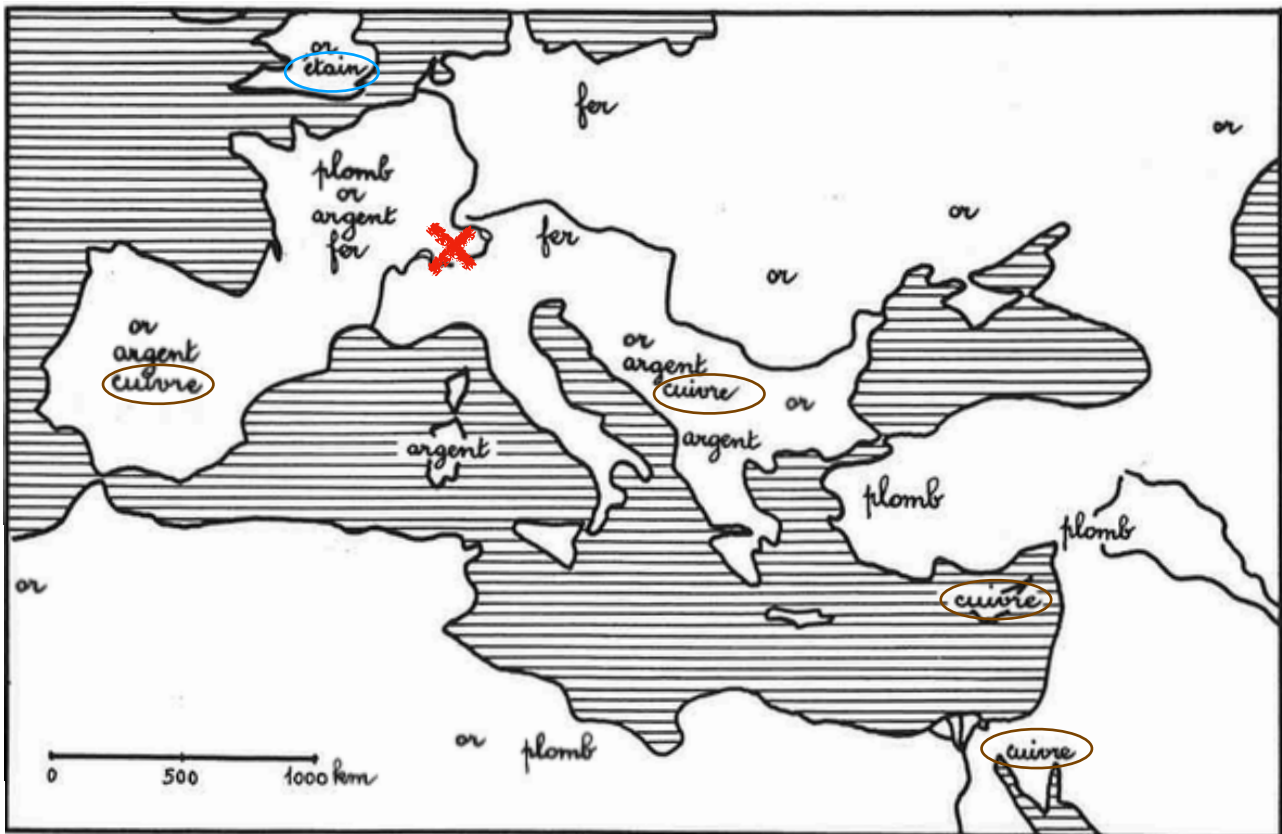 or
étain
fer
or
plomb
or
argent
fer
or
fer
or
or
argent
cuivre
or
argent
cuivre
or
argent
argent
plomb
plomb
or
cuivre
or
plomb
cuivre
0 500 1000 km